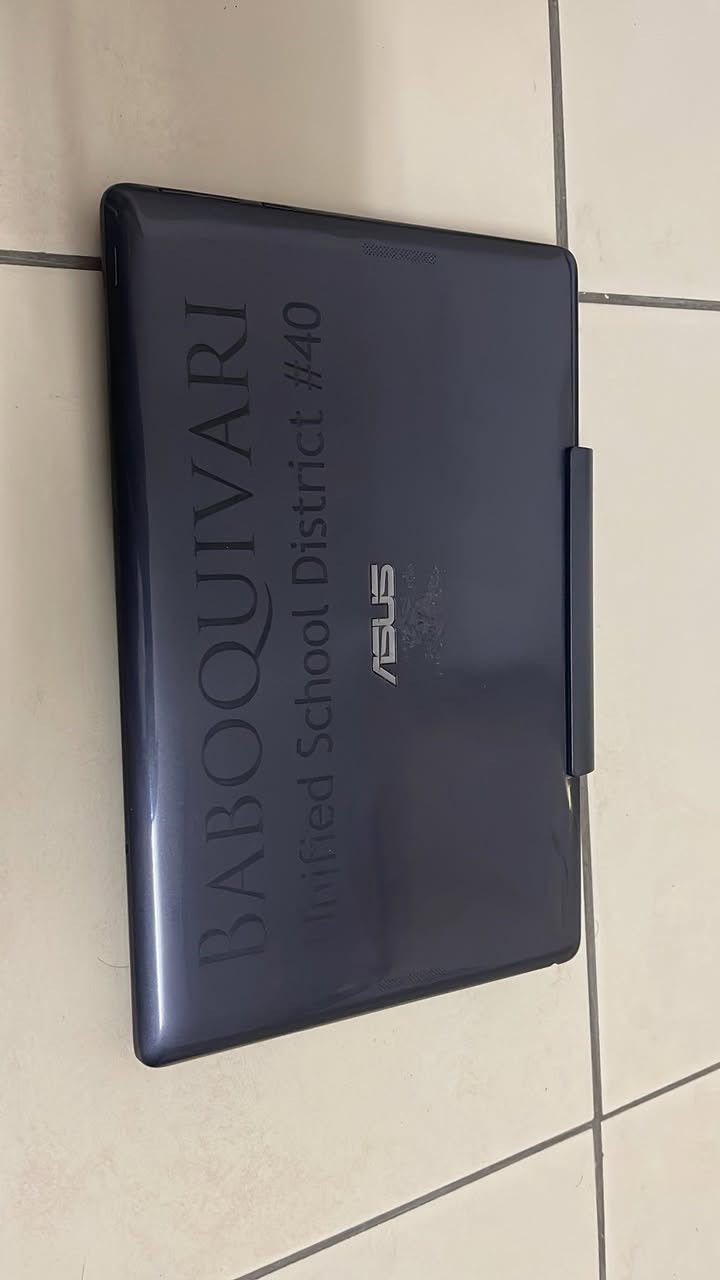 BABOQUIVARI
Unified School District #40
ASUS